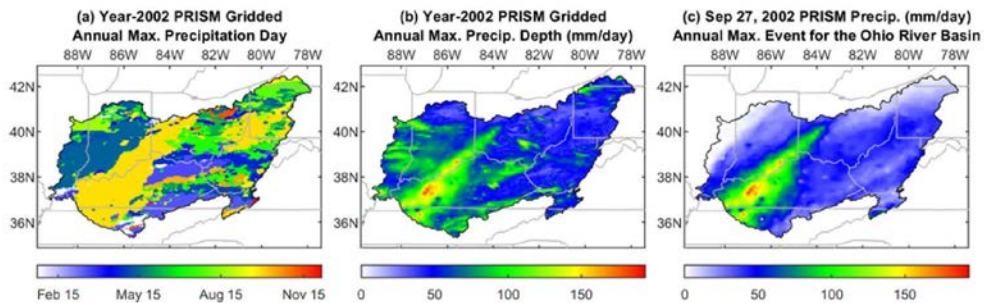 (a) Year-2002 PRISM Gridded
Annual Max. Precipitation Day
88W 86W 84W 82W 80W 78W
42N
40N
38N
36N
Feb 15 May 15 Aug 15 Nov 15
(b) Year-2002 PRISM Gridded
Annual Max. Precip. Depth (mm/day)
88W 86W 84W 82W 80W 78W
42N
40N
38N
36N
0 50 100 150
(c) Sep 27, 2002 PRISM Precip. (mm/day)
Annual Max. Event for the Ohio River Basin
88W 86W 84W 82W 80W 78W
42N
40N
38N
36N
0 50 100 150